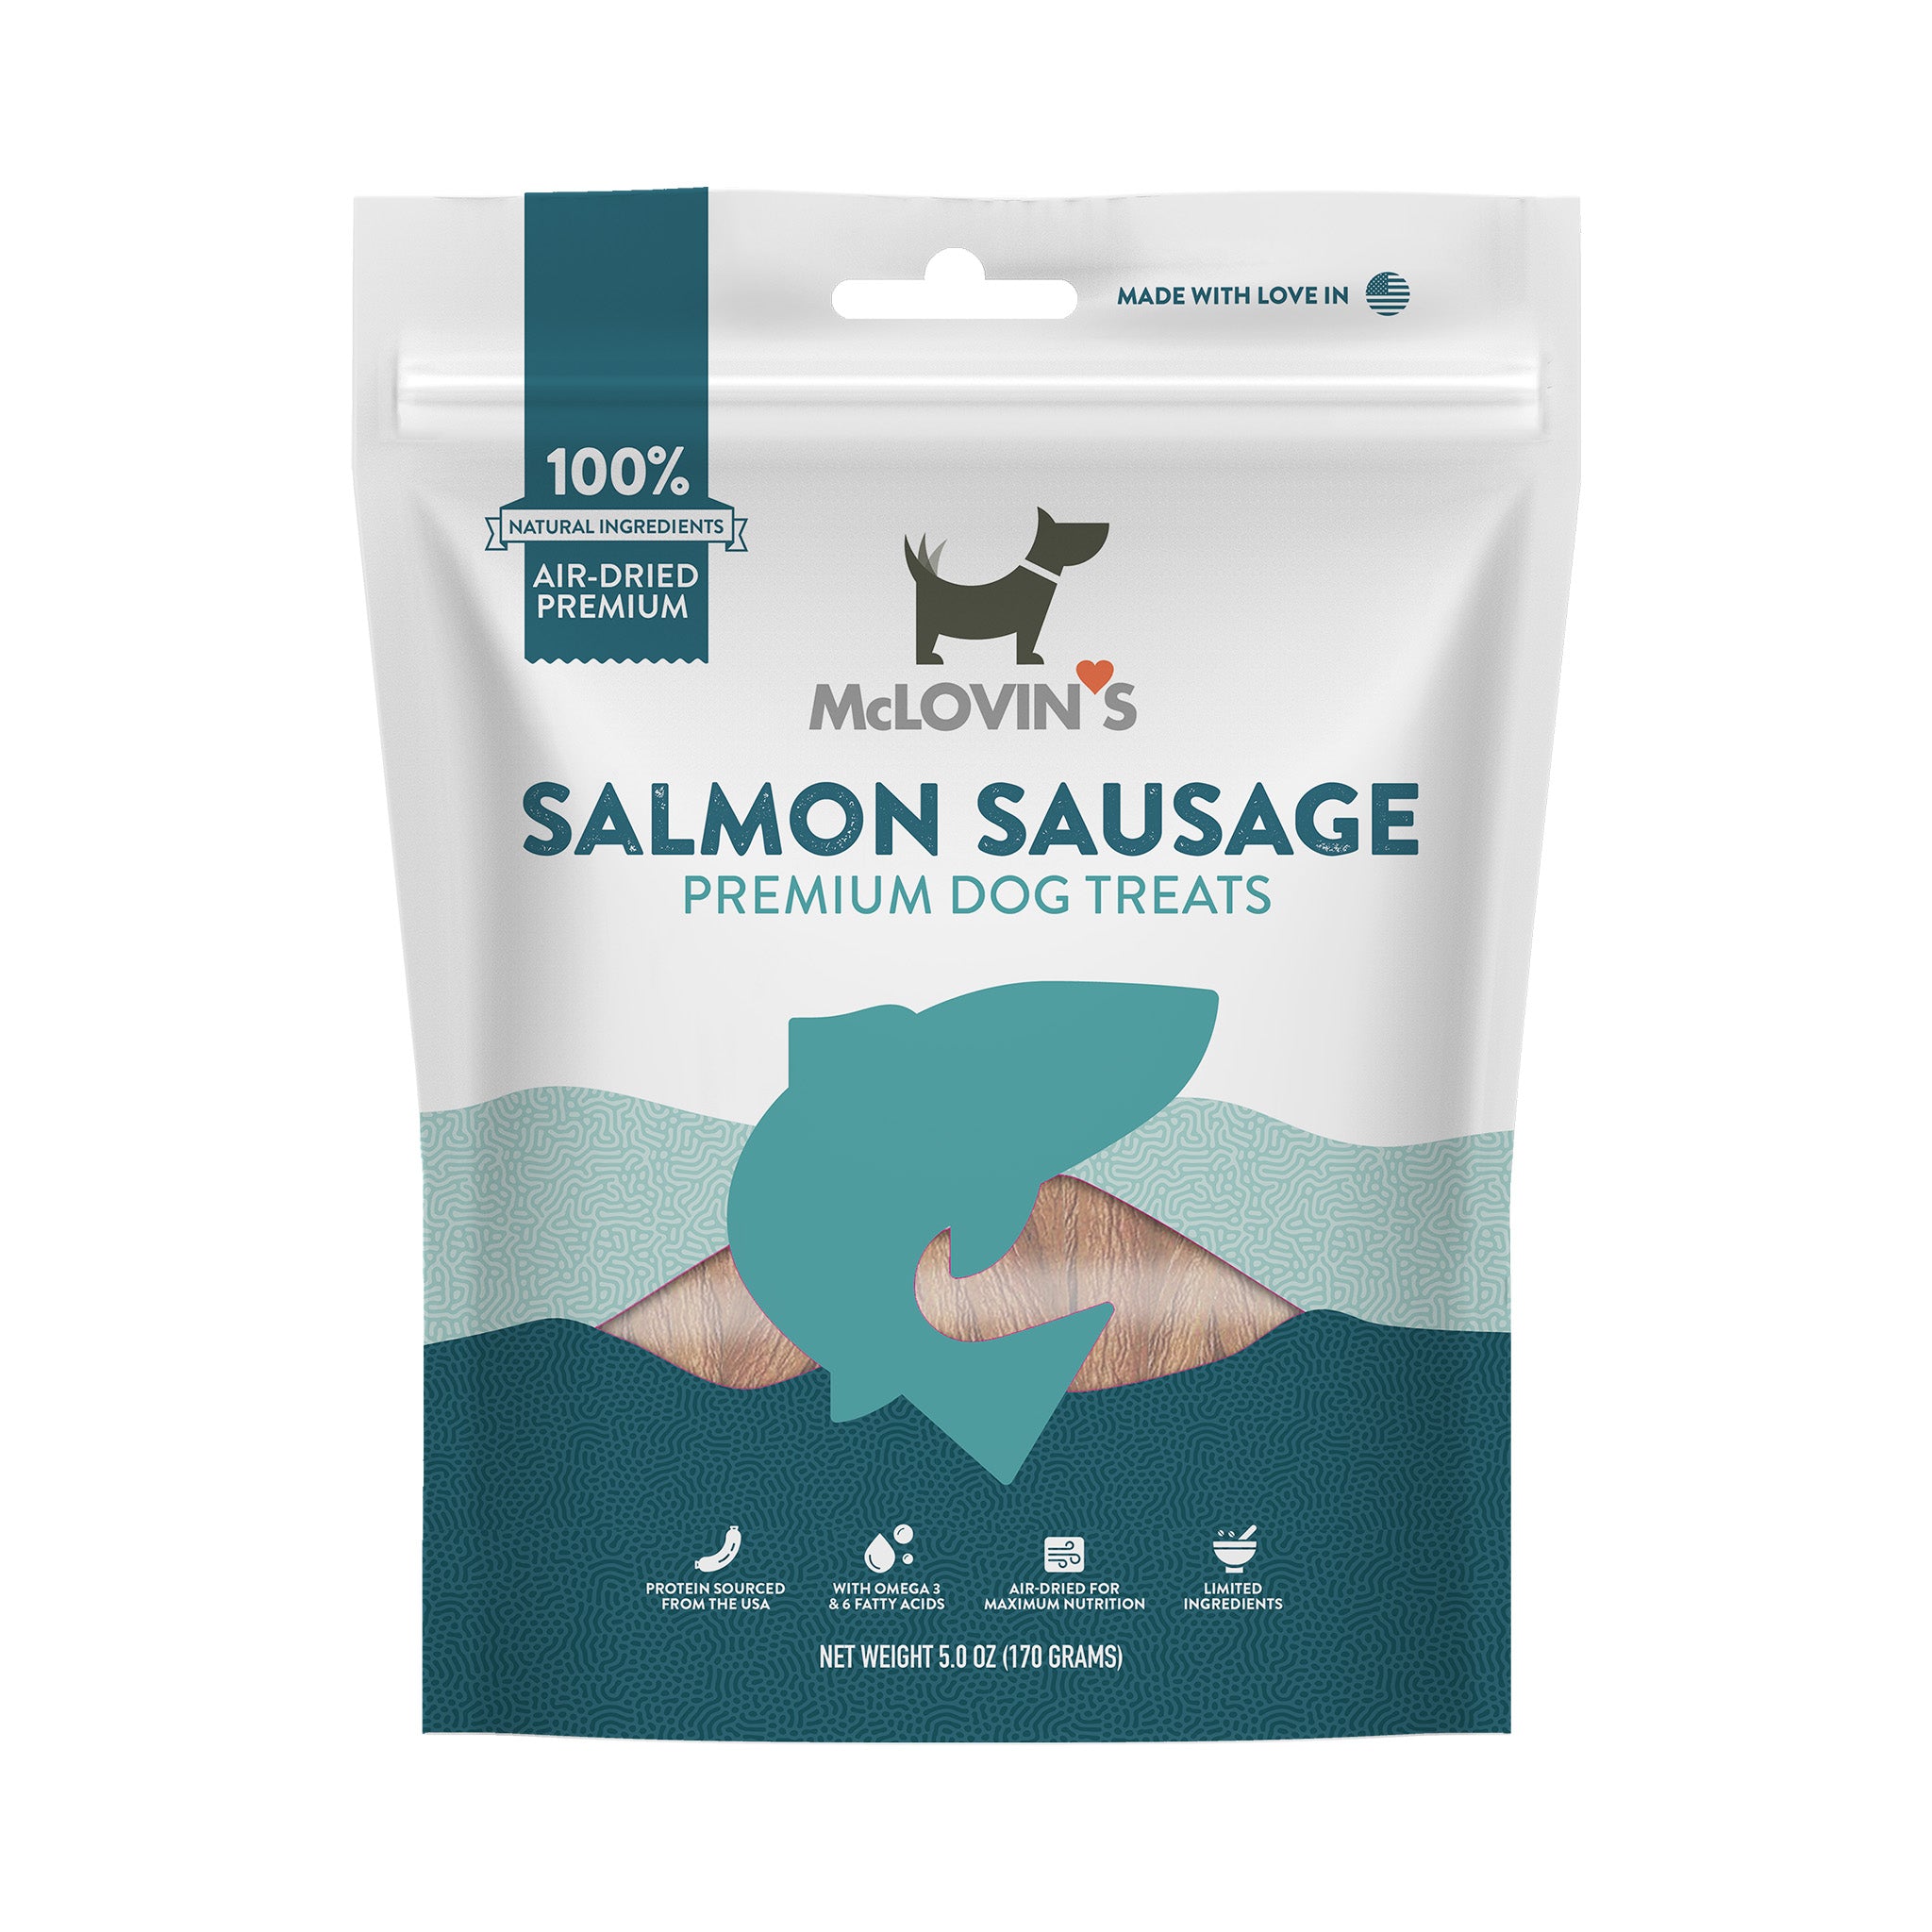 MADE WITH LOVE IN
100%
NATURAL INGREDIENTS
AIR-DRIED
PREMIUM
McLOVIN'S
SALMON SAUSAGE
PREMIUM DOG TREATS
PROTEIN SOURCED
FROM THE USA
WITH OMEGA 3
& 6 FATTY ACIDS
AIR-DRIED FOR
MAXIMUM NUTRITION
LIMITED
INGREDIENTS
NET WEIGHT 5.0 OZ (170 GRAMS)